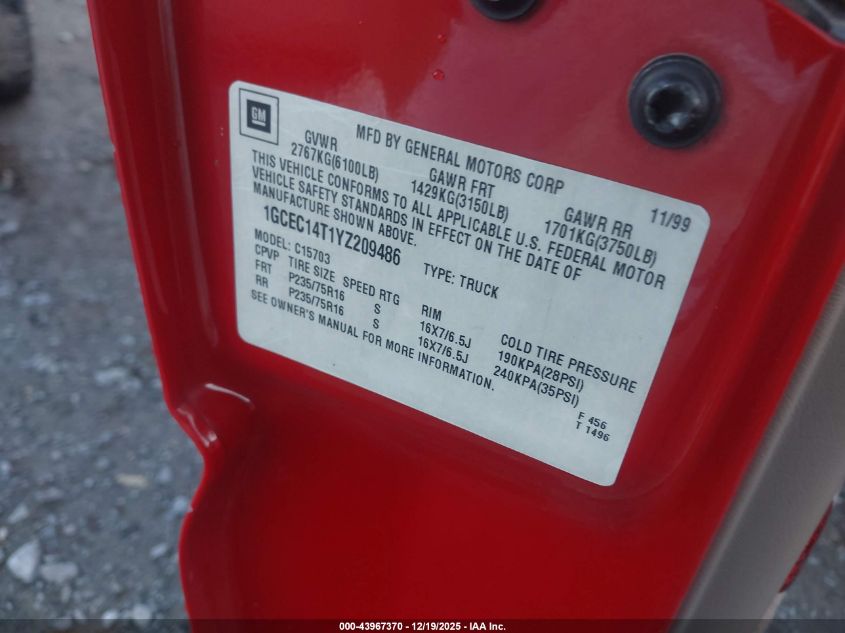 GM
MFD BY GENERAL MOTORS CORP 11/99
GVWR GAWR FRT GAWR RR
2767KG(6100LB) 1429KG(3150LB) 1701KG(3750LB)
THIS VEHICLE CONFORMS TO ALL APPLICABLE U.S. FEDERAL MOTOR
VEHICLE SAFETY STANDARDS IN EFFECT ON THE DATE OF
MANUFACTURE SHOWN ABOVE.
1GCEC14T1YZ209486 TYPE: TRUCK
MODEL: C15703
CPVP TIRE SIZE SPEED RTG RIM COLD TIRE PRESSURE
FRT P235/75R16 S 16X7/6.5J 190KPA(28PSI)
RR P235/75R16 S 16X7/6.5J 240KPA(35PSI)
SEE OWNER'S MANUAL FOR MORE INFORMATION.
F 456
T 1496
000-43967370 - 12/19/2025 - IAA Inc.